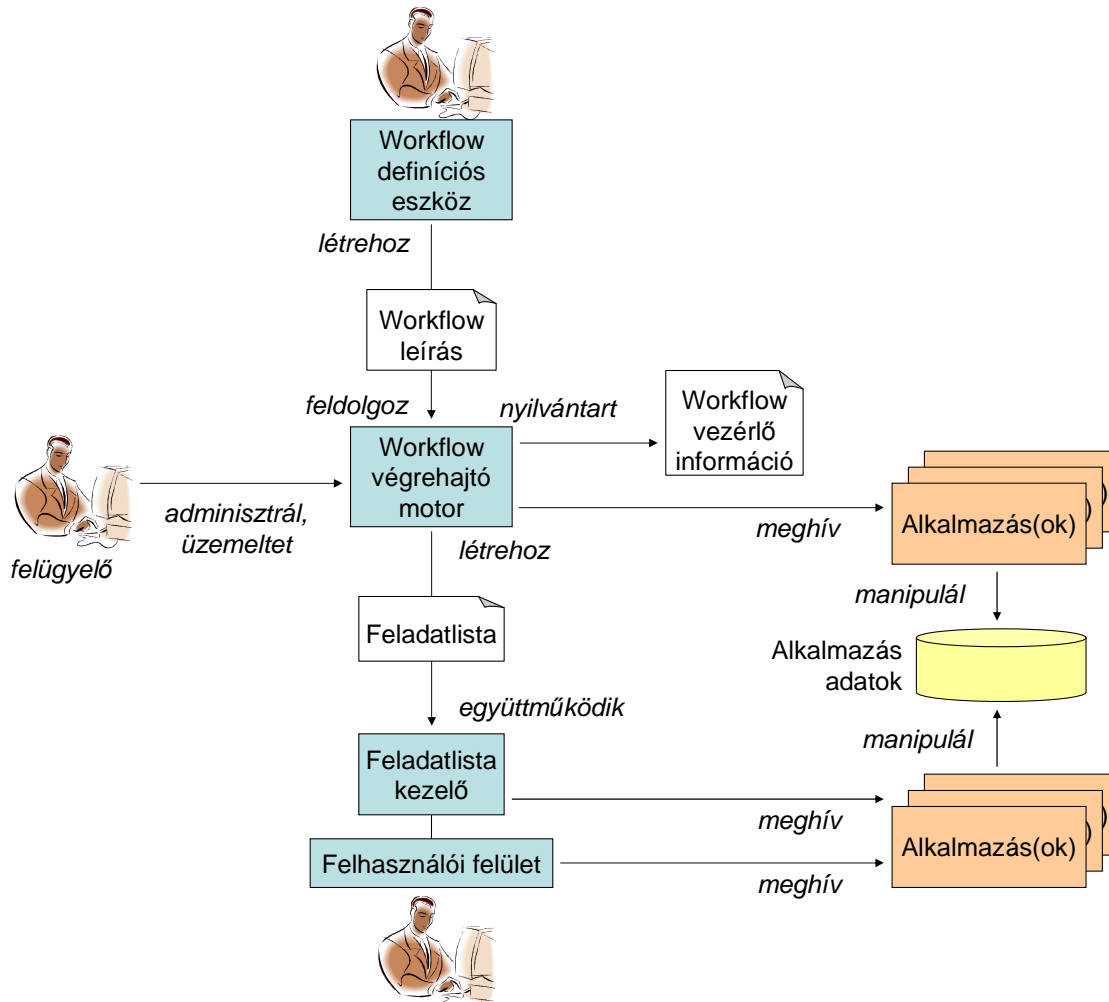 Workflow
definíciós
eszköz
létrehoz
Workflow
leírás
feldolgoz
nyilvántart
Workflow
vezérlő
információ
Workflow
végrehajtó
motor
adminisztrál,
üzemeltet
felügyelő
létrehoz
meghív
Alkalmazás(ok)
)
)
manipulál
Feladatlista
Alkalmazás
adatok
együttműködik
manipulál
Feladatlista
kezelő
meghív
Alkalmazás(ok)
)
)
Felhasználói felület
meghív